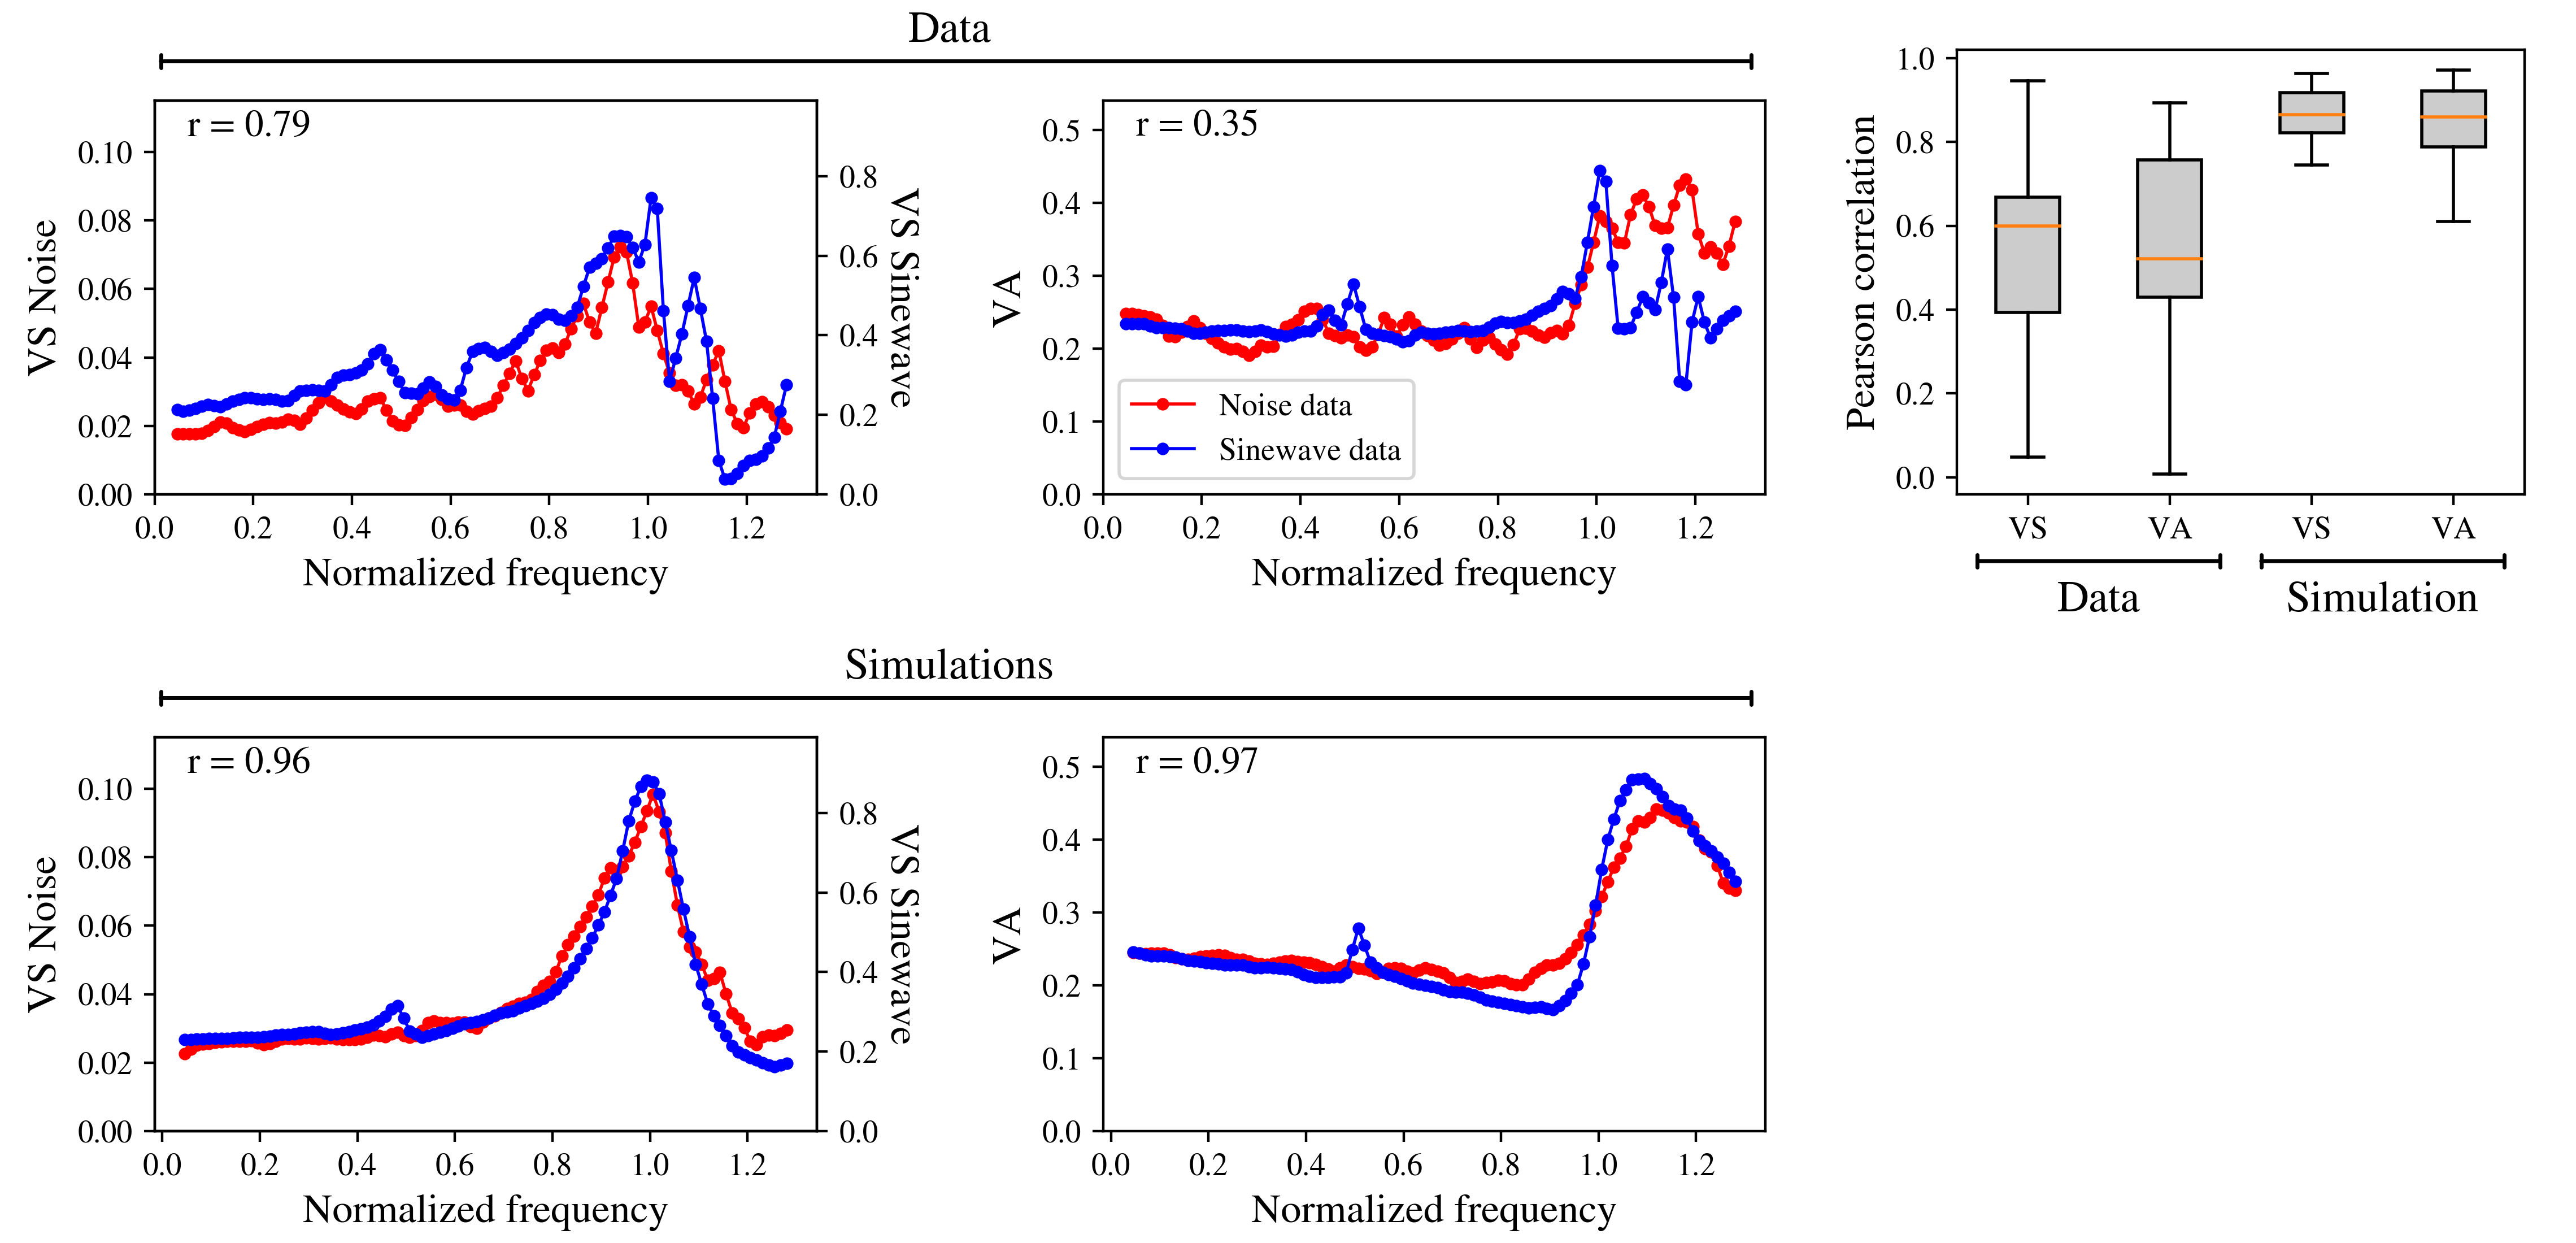 Data
r = 0.79
0.10
0.08
0.06
0.04
0.02
0.00
VS Noise
0.8
0.6
0.4
0.2
0.0
VS Sinewave
0.0 0.2 0.4 0.6 0.8 1.0 1.2
Normalized frequency
r = 0.35
0.5
0.4
0.3
0.2
0.1
0.0
VA
Noise data
Sinewave data
0.0 0.2 0.4 0.6 0.8 1.0 1.2
Normalized frequency
1.0
0.8
0.6
0.4
0.2
0.0
Pearson correlation
VS VA VS VA
Data Simulation
Simulations
r = 0.96
0.10
0.08
0.06
0.04
0.02
0.00
VS Noise
0.8
0.6
0.4
0.2
0.0
VS Sinewave
0.0 0.2 0.4 0.6 0.8 1.0 1.2
Normalized frequency
r = 0.97
0.5
0.4
0.3
0.2
0.1
0.0
VA
0.0 0.2 0.4 0.6 0.8 1.0 1.2
Normalized frequency